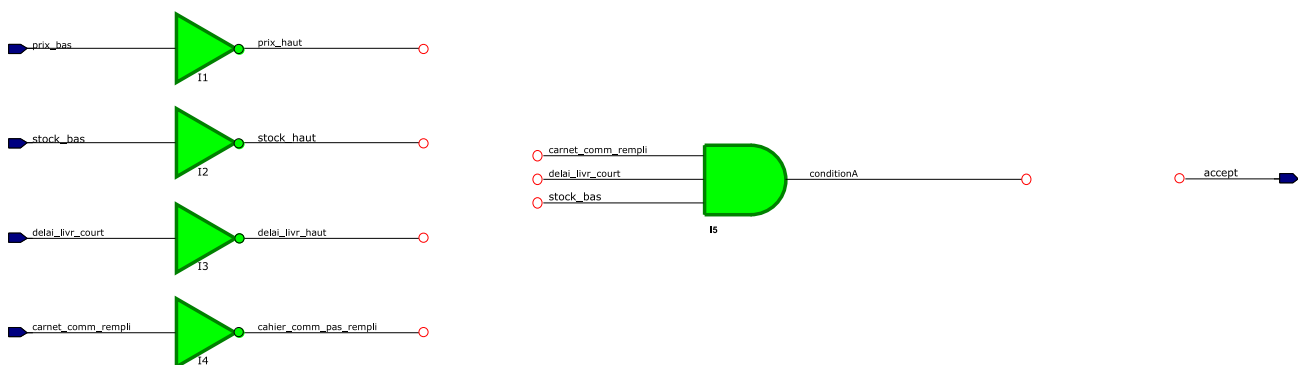 prix_bas
prix_haut
I1
stock_bas
stock_haut
I2
delai_livr_court
delai_livr_haut
I3
carnet_comm_rempli
cahier_comm_pas_rempli
I4
carnet_comm_rempli
delai_livr_court
stock_bas
conditionA
I5
accept